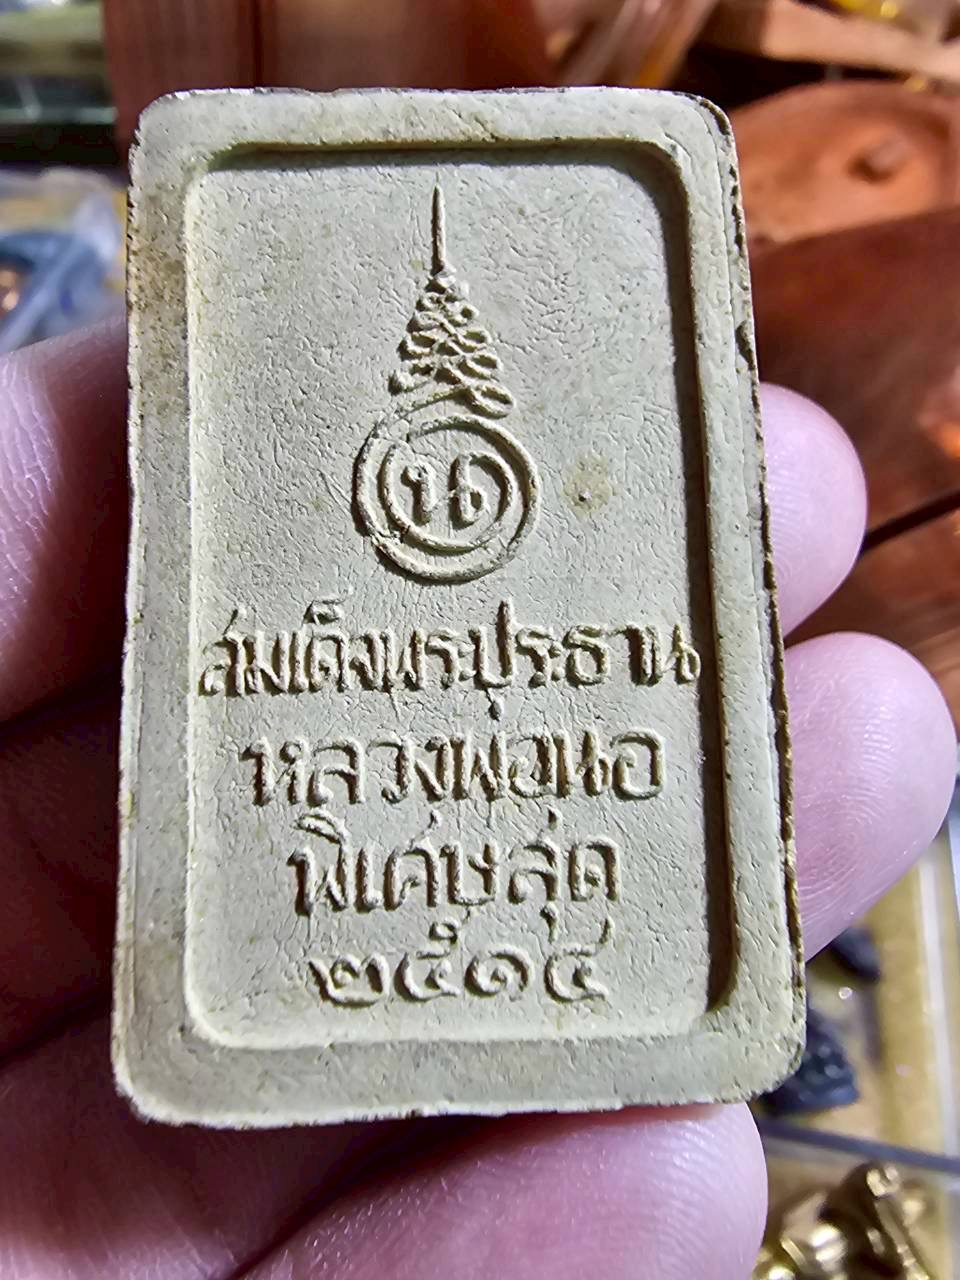 น
สมเด็จพระประธาน
หลวงพ่อนอ
พิเศษสุด
๒๕๑๔